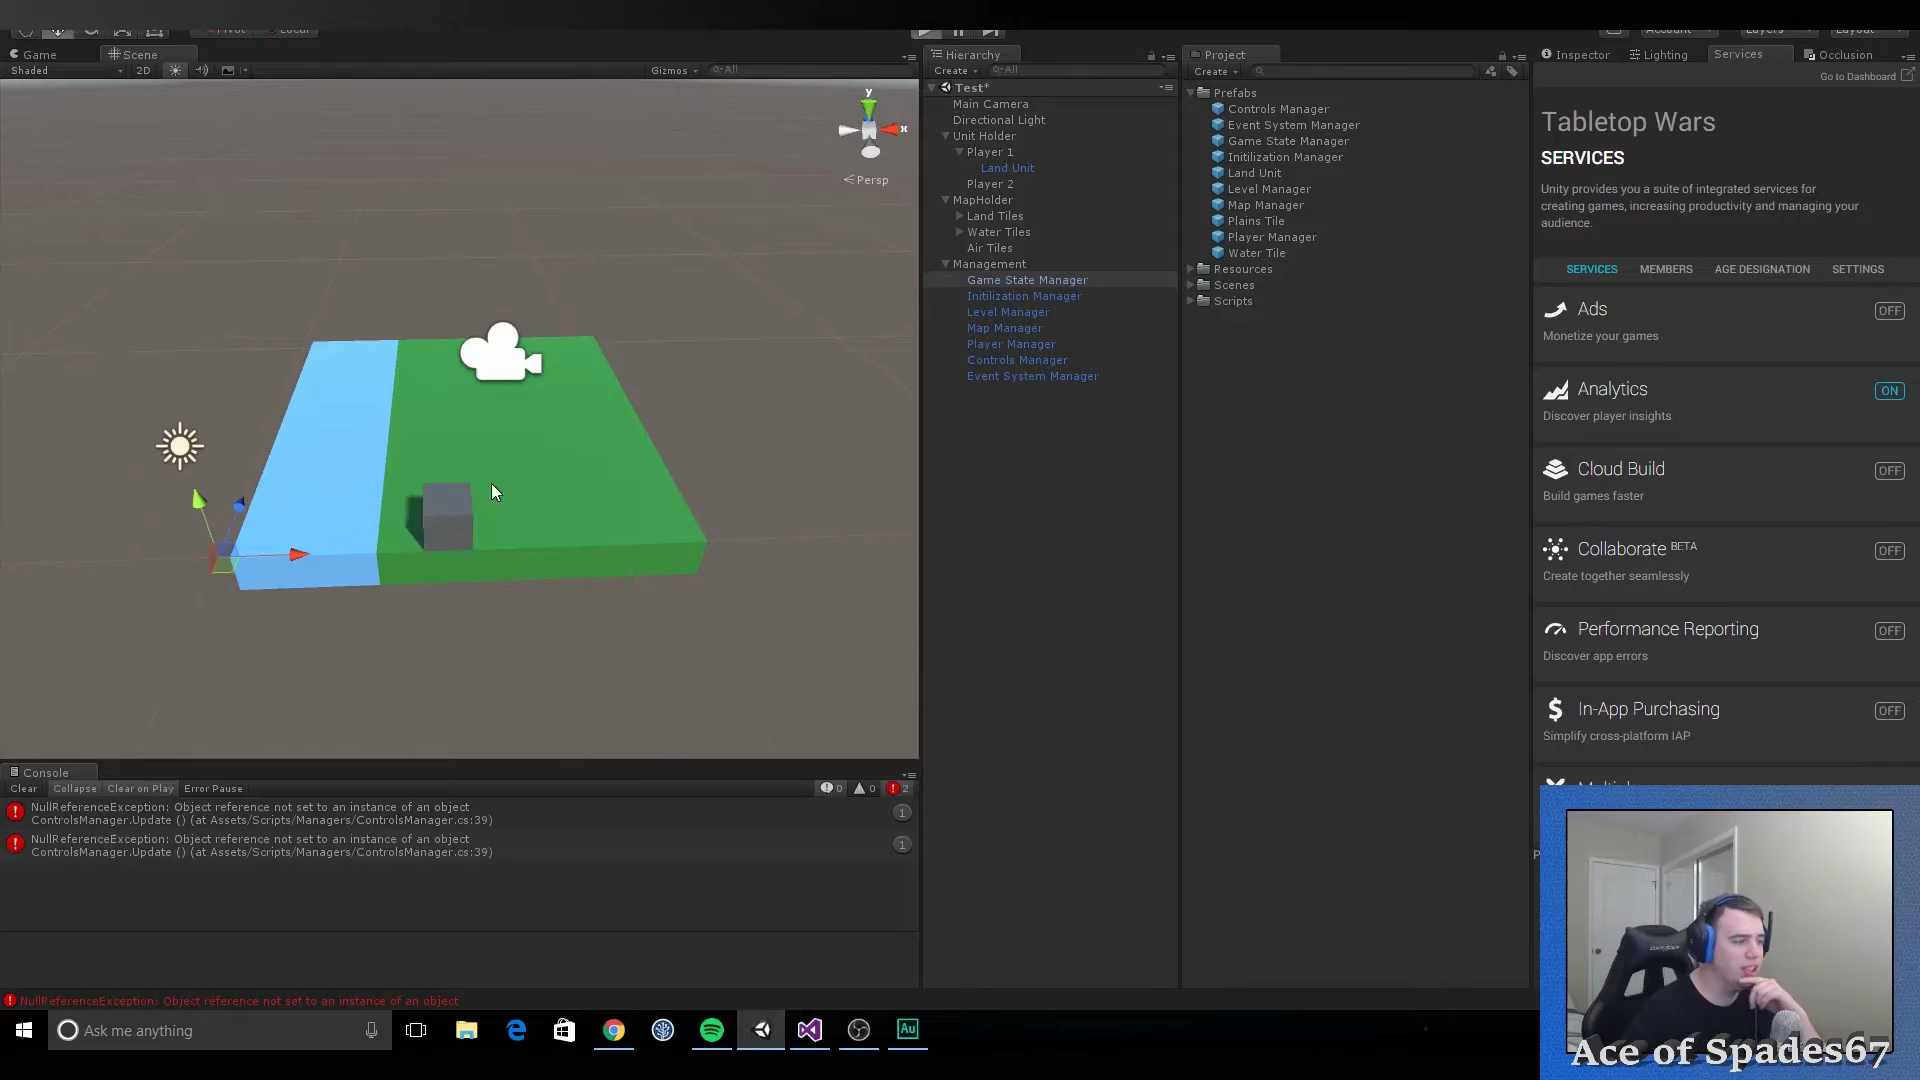 Pivot Local
Account Layers Layout
Game Scene
Shaded 2D Gizmos All
y
x
Persp
Hierarchy
Create All
Test*
Main Camera
Directional Light
Unit Holder
Player 1
Land Unit
Player 2
MapHolder
Land Tiles
Water Tiles
Air Tiles
Management
Game State Manager
Initilization Manager
Level Manager
Map Manager
Player Manager
Controls Manager
Event System Manager
Project
Create
Prefabs
Controls Manager
Event System Manager
Game State Manager
Initilization Manager
Land Unit
Level Manager
Map Manager
Plains Tile
Player Manager
Water Tile
Resources
Scenes
Scripts
Inspector Lighting Services Occlusion
Go to Dashboard
Tabletop Wars
SERVICES
Unity provides you a suite of integrated services for
creating games, increasing productivity and managing your
audience.
SERVICES MEMBERS AGE DESIGNATION SETTINGS
Ads OFF
Monetize your games
Analytics ON
Discover player insights
Cloud Build OFF
Build games faster
Collaborate BETA OFF
Create together seamlessly
Performance Reporting OFF
Discover app errors
In-App Purchasing OFF
Simplify cross-platform IAP
Console
Clear Collapse Clear on Play Error Pause 0 0 2
NullReferenceException: Object reference not set to an instance of an object
ControlsManager.Update () (at Assets/Scripts/Managers/ControlsManager.cs:39) 1
NullReferenceException: Object reference not set to an instance of an object
ControlsManager.Update () (at Assets/Scripts/Managers/ControlsManager.cs:39) 1
NullReferenceException: Object reference not set to an instance of an object
Ask me anything
Au
Ace of Spades67